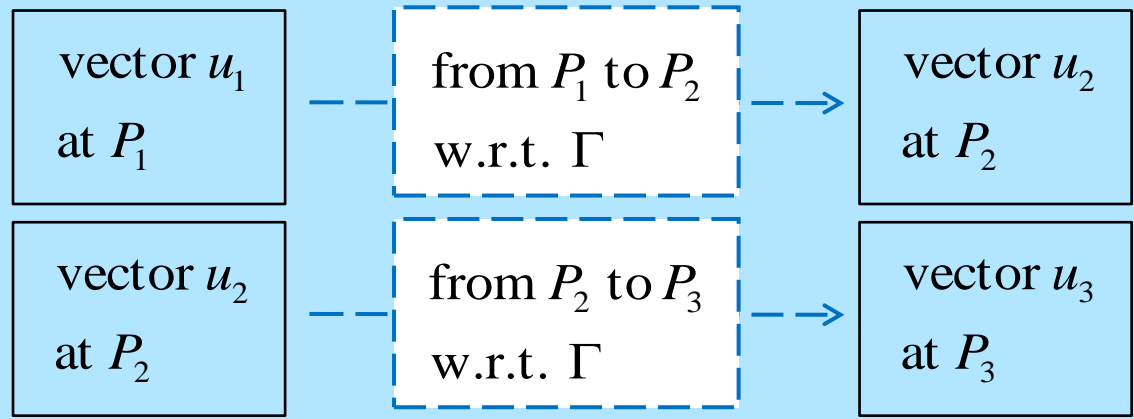 vector u₁
at P₁
from P₁ to P₂
w.r.t. Γ
vector u₂
at P₂
vector u₂
at P₂
from P₂ to P₃
w.r.t. Γ
vector u₃
at P₃